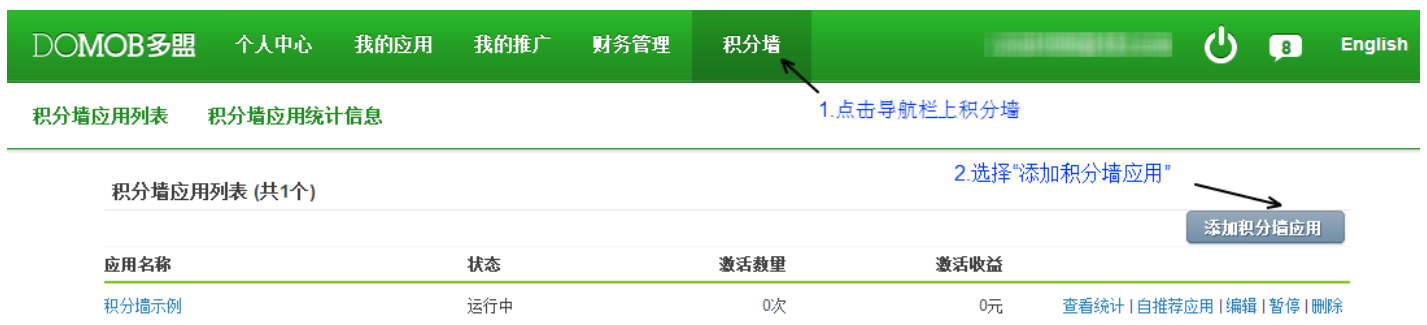 DOMOB多盟 个人中心 我的应用 我的推广 财务管理 积分墙 8 English
积分墙应用列表 积分墙应用统计信息 1.点击导航栏上积分墙
积分墙应用列表 (共1个) 2.选择“添加积分墙应用”
添加积分墙应用
应用名称 状态 激活数量 激活收益
积分墙示例 运行中 0次 0元 查看统计 | 自推荐应用 | 编辑 | 暂停 | 删除